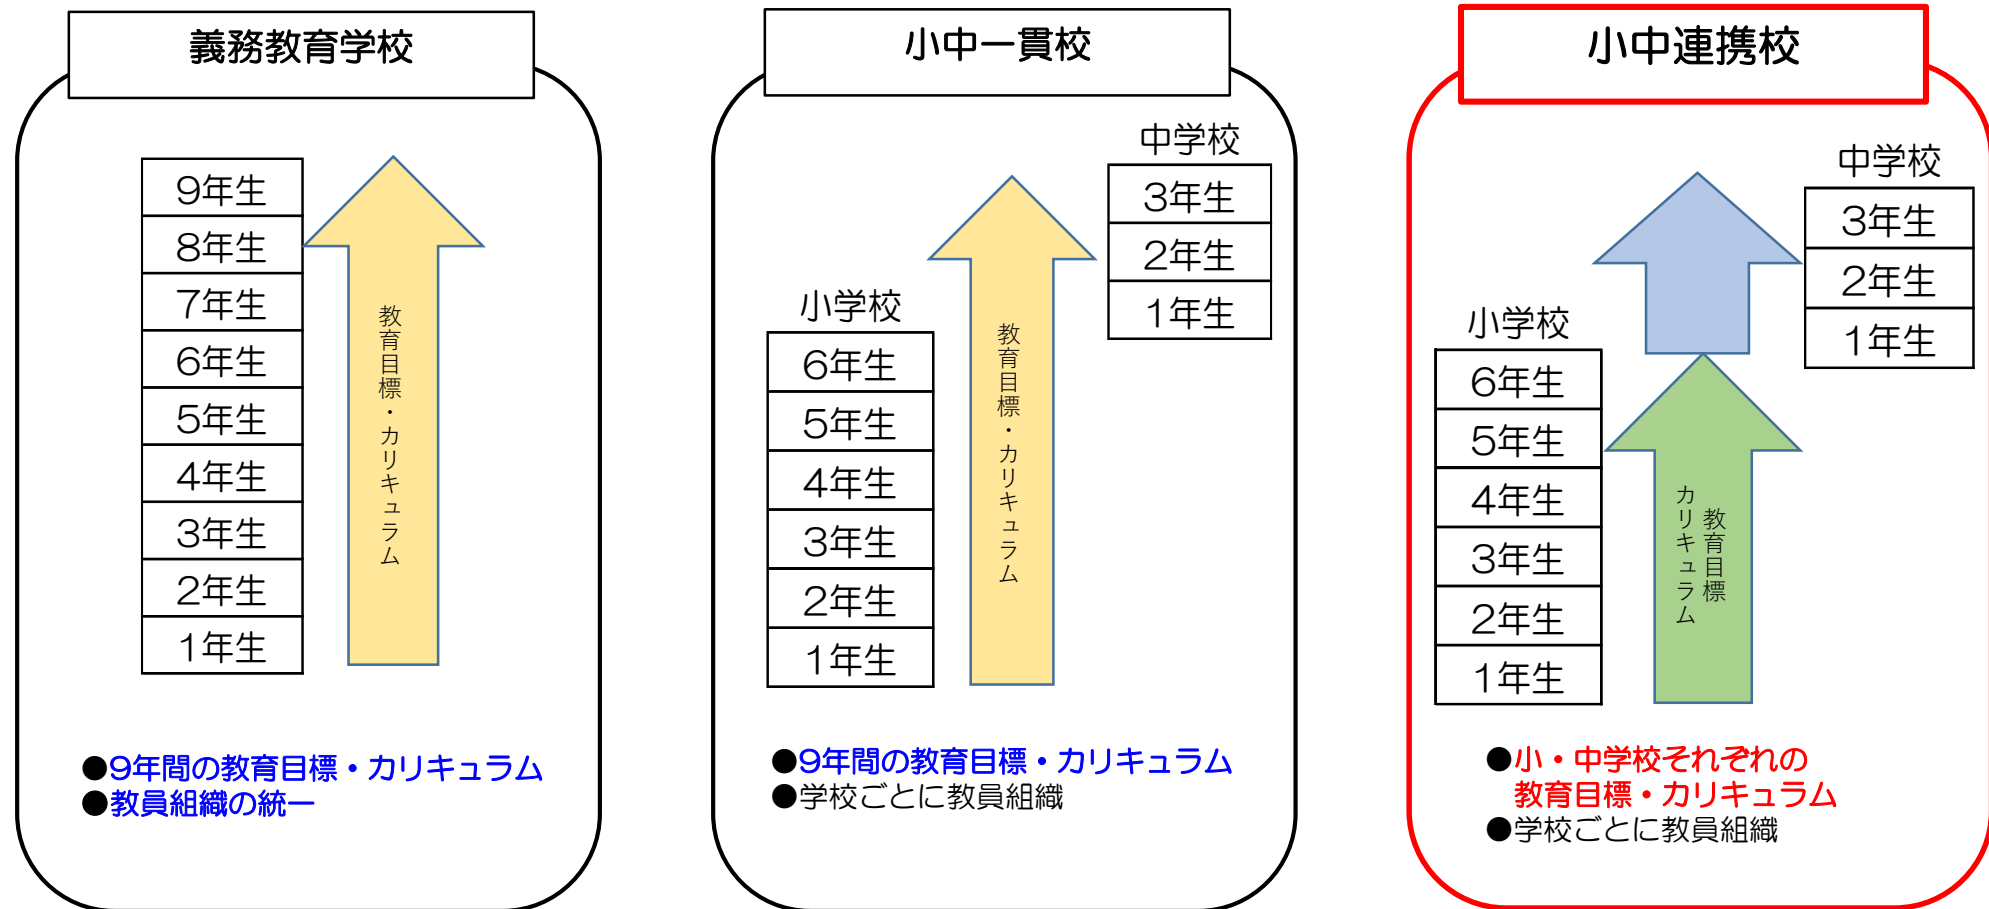 義務教育学校
9年生
8年生
7年生
6年生
5年生
4年生
3年生
2年生
1年生
教育目標・カリキュラム
●9年間の教育目標・カリキュラム
●教員組織の統一
小中一貫校
中学校
3年生
2年生
1年生
小学校
6年生
5年生
4年生
3年生
2年生
1年生
教育目標・カリキュラム
●9年間の教育目標・カリキュラム
●学校ごとに教員組織
小中連携校
中学校
3年生
2年生
1年生
小学校
6年生
5年生
4年生
3年生
2年生
1年生
教育目標
カリキュラム
●小・中学校それぞれの
教育目標・カリキュラム
●学校ごとに教員組織